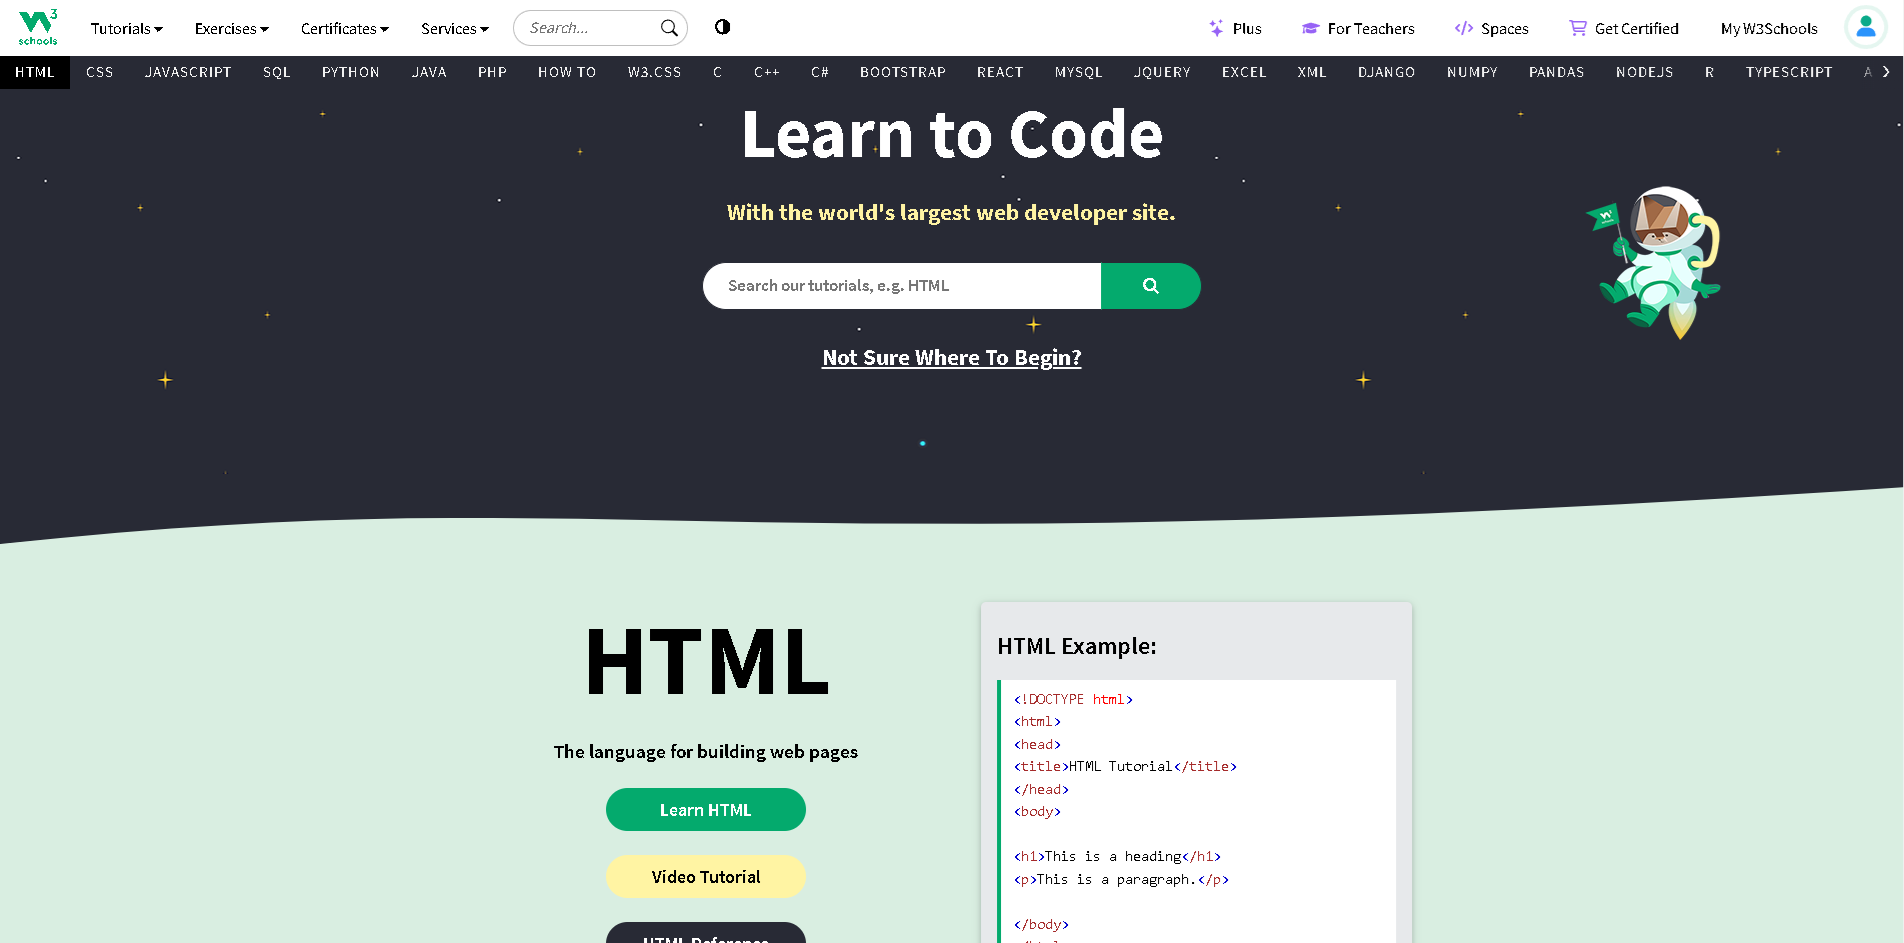 W3 schools
Tutorials Exercises Certificates Services Search... Plus For Teachers Spaces Get Certified My W3Schools
HTML CSS JAVASCRIPT SQL PYTHON JAVA PHP HOW TO W3.CSS C C++ C# BOOTSTRAP REACT MYSQL JQUERY EXCEL XML DJANGO NUMPY PANDAS NODEJS R TYPESCRIPT A
Learn to Code
With the world's largest web developer site.
Search our tutorials, e.g. HTML
Not Sure Where To Begin?
HTML
The language for building web pages
Learn HTML
Video Tutorial
HTML Reference
HTML Example:
<!DOCTYPE html>
<html>
<head>
<title>HTML Tutorial</title>
</head>
<body>
<h1>This is a heading</h1>
<p>This is a paragraph.</p>
</body>